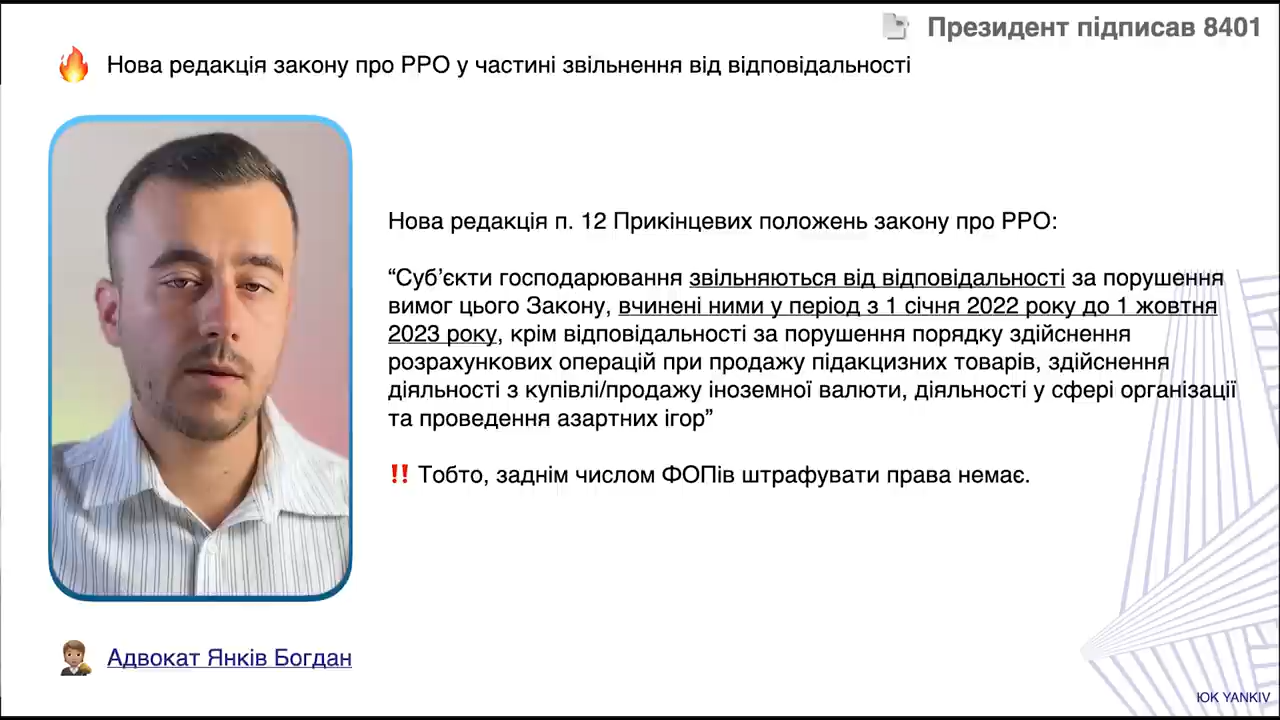 Президент підписав 8401
Нова редакція закону про РРО у частині звільнення від відповідальності
Нова редакція п. 12 Прикінцевих положень закону про РРО:
“Суб’єкти господарювання звільняються від відповідальності за порушення
вимог цього Закону, вчинені ними у період з 1 січня 2022 року до 1 жовтня
2023 року, крім відповідальності за порушення порядку здійснення
розрахункових операцій при продажу підакцизних товарів, здійснення
діяльності з купівлі/продажу іноземної валюти, діяльності у сфері організації
та проведення азартних ігор”
‼ Тобто, заднім числом ФОПів штрафувати права немає.
Адвокат Янків Богдан
ЮК YANKIV